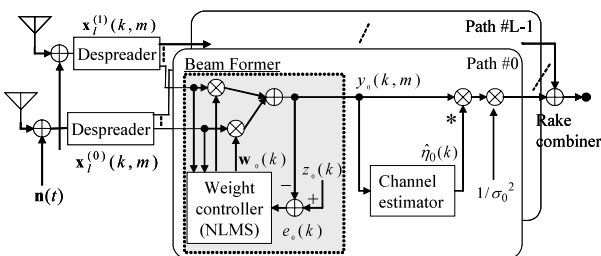 x_l^(1)(k,m)
Despreader
Path #L-1
Path #0
Beam Former
y_0(k,m)
Despreader
x_l^(0)(k,m)
n(t)
w_0(k)
z_0(k)
*
η̂_0(k)
Rake combiner
Weight controller (NLMS)
−
+
e_0(k)
Channel estimator
1/σ_0^2